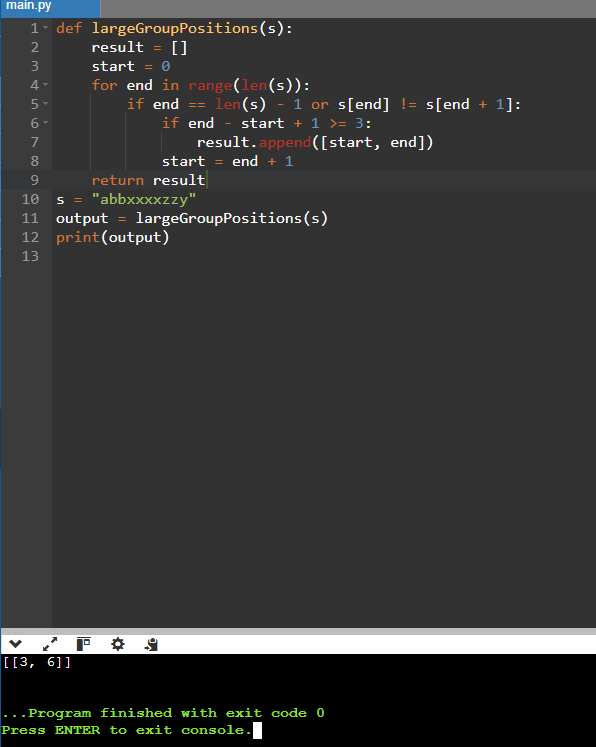 main.py
1 def largeGroupPositions(s):
2     result = []
3     start = 0
4     for end in range(len(s)):
5         if end == len(s) - 1 or s[end] != s[end + 1]:
6             if end - start + 1 >= 3:
7                 result.append([start, end])
8             start = end + 1
9     return result
10 s = "abbxxxxzzy"
11 output = largeGroupPositions(s)
12 print(output)
13
[[3, 6]]
...Program finished with exit code 0
Press ENTER to exit console.